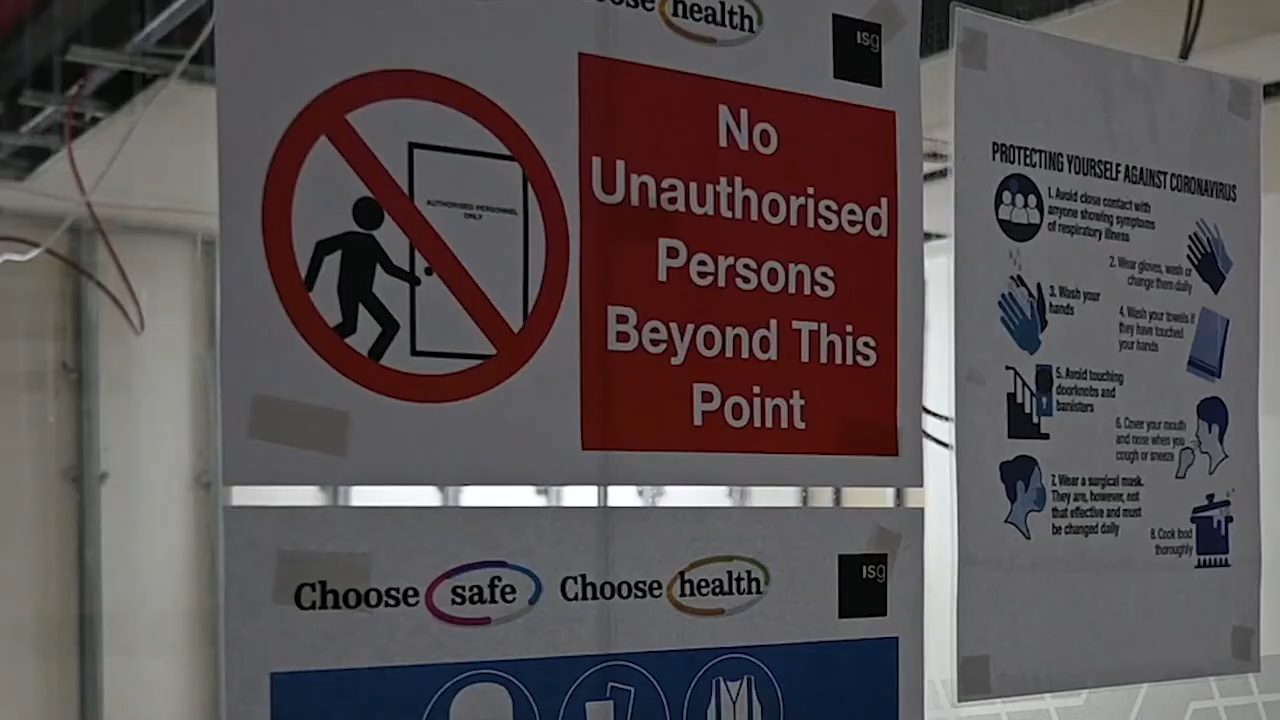 Choose health
isg
AUTHORISED PERSONNEL
ONLY
No
Unauthorised
Persons
Beyond This
Point
Choose safe Choose health
isg
PROTECTING YOURSELF AGAINST CORONAVIRUS
1. Avoid close contact with
anyone showing symptoms
of respiratory illness
2. Wear gloves, wash or
change them daily
3. Wash your
hands
4. Wash your towels if
they have touched
your hands
5. Avoid touching
doorknobs and
banisters
6. Cover your mouth
and nose when you
cough or sneeze
7. Wear a surgical mask.
They are, however, not
that effective and must
be changed daily
8. Cook food
thoroughly